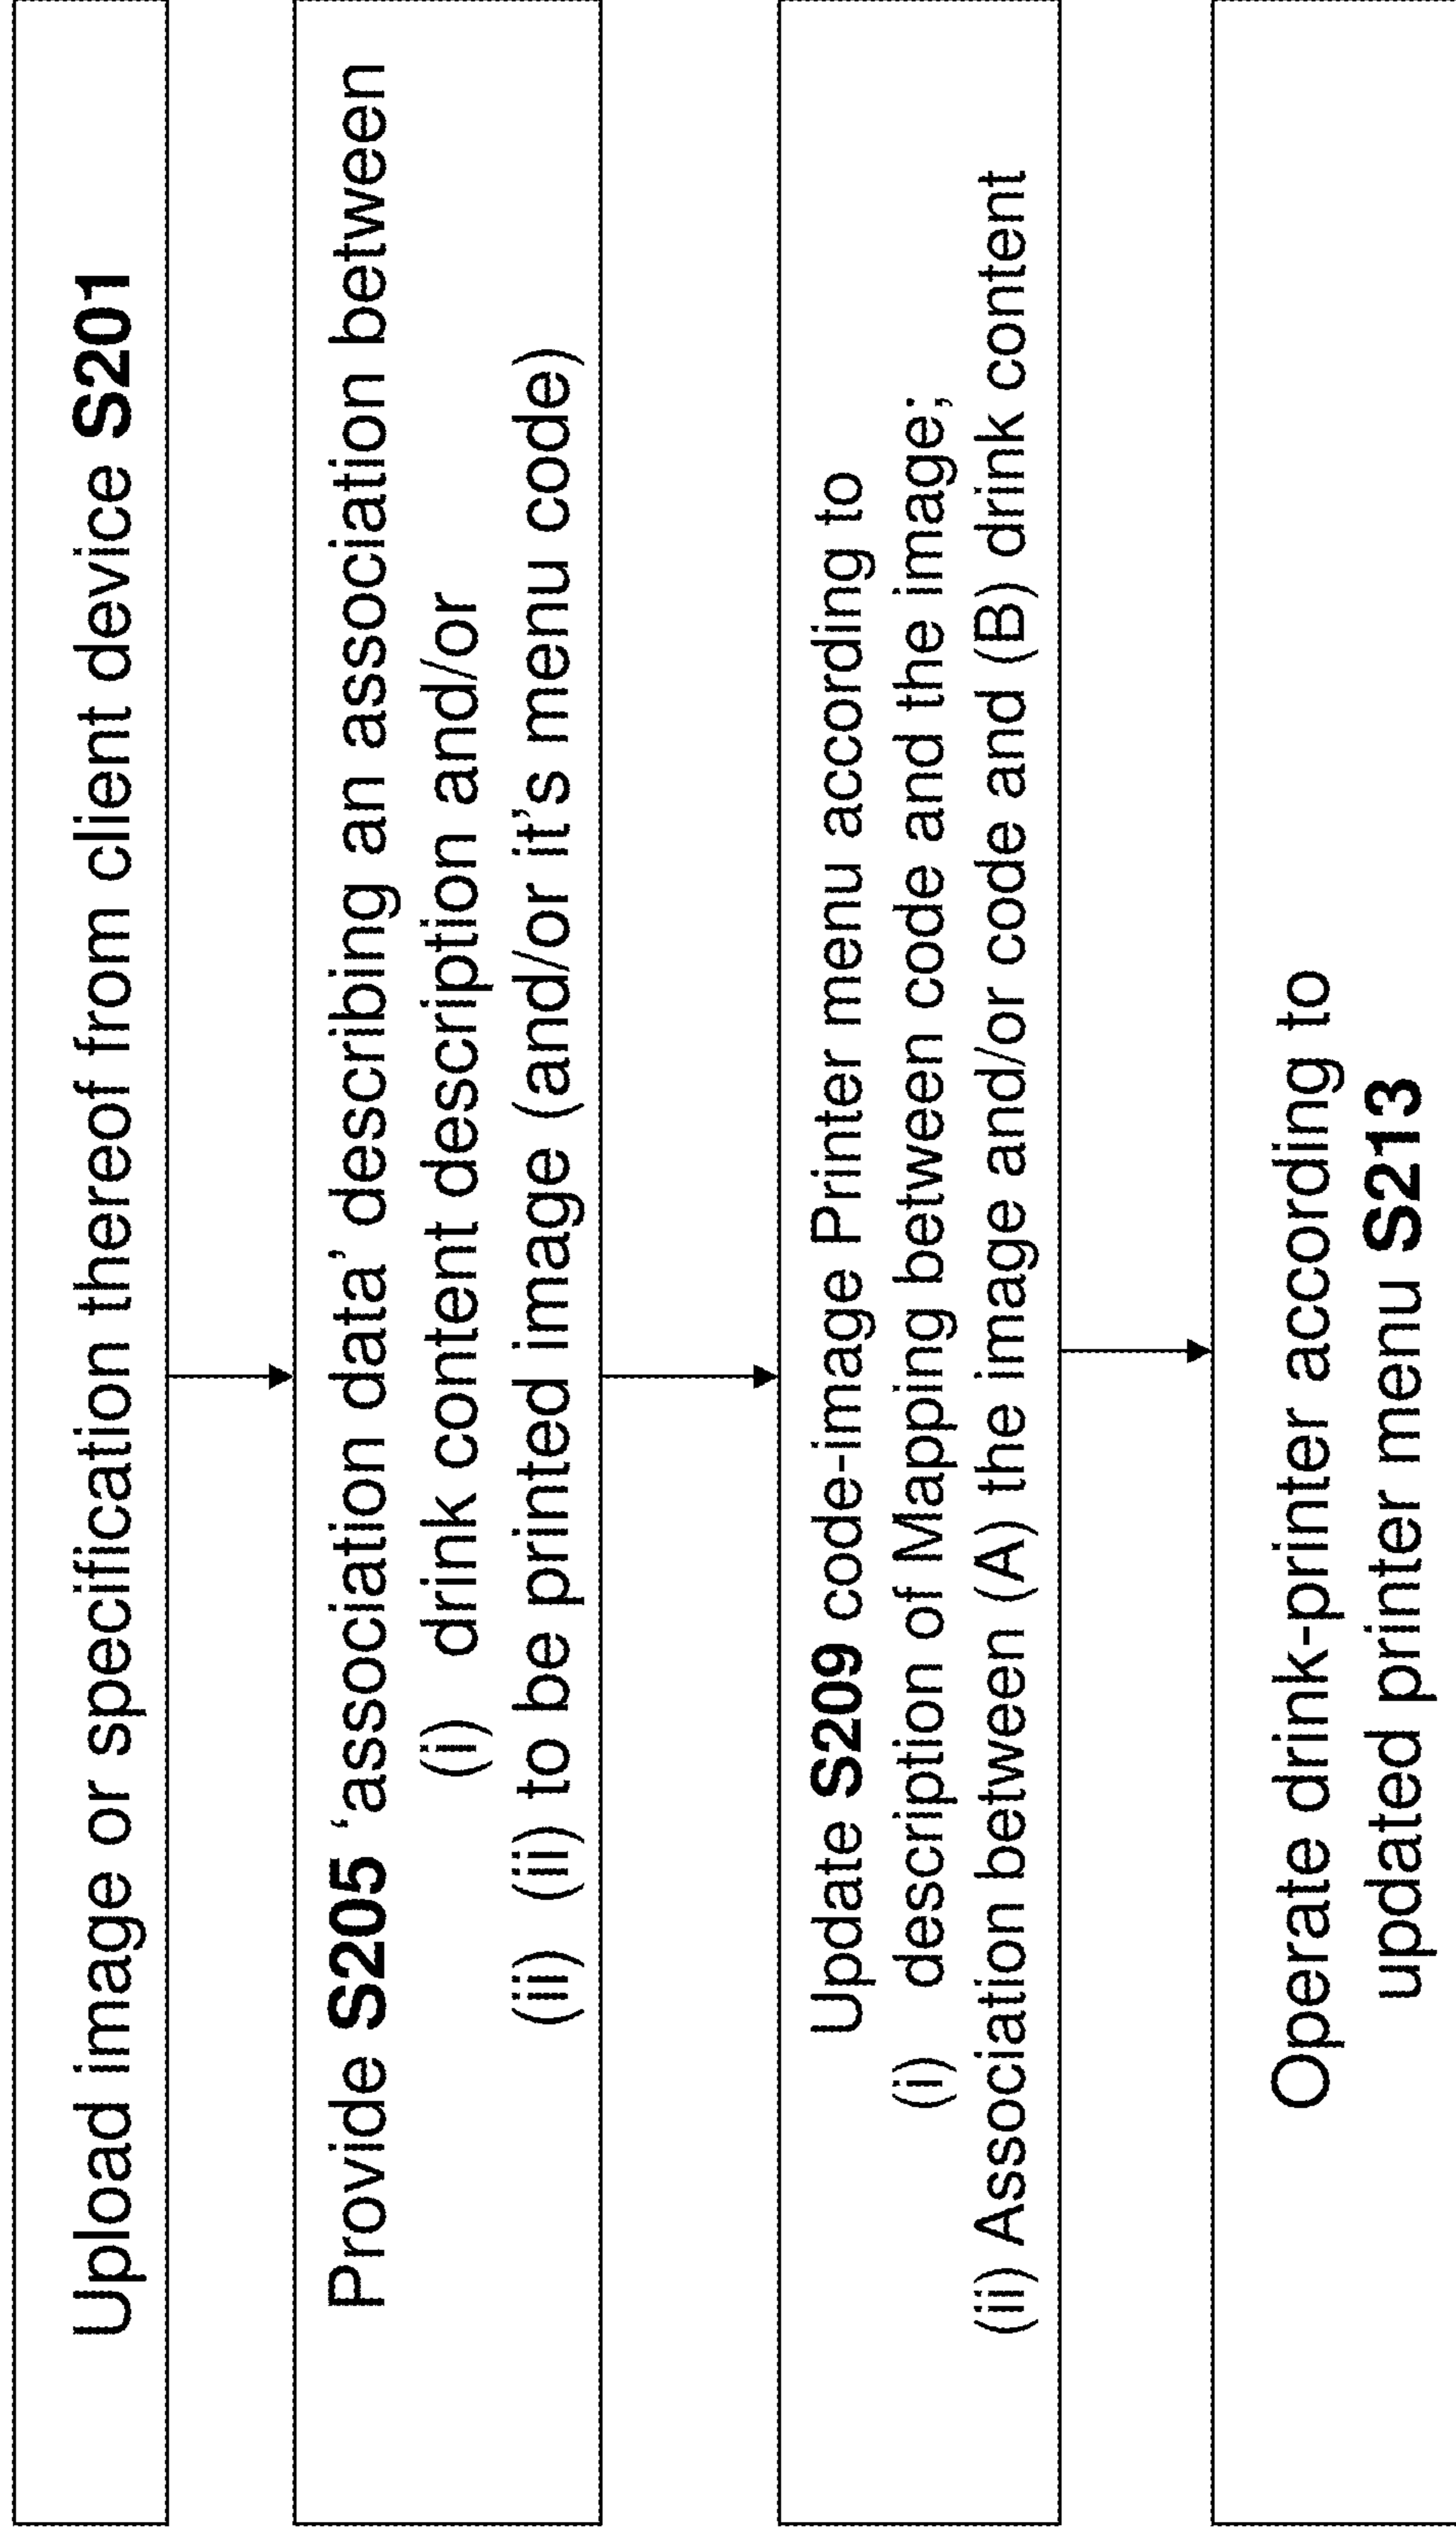 Upload image or specification thereof from client device S201
Provide S205 ‘association data’ describing an association between
(i) drink content description and/or
(ii) (ii) to be printed image (and/or it’s menu code)
Update S209 code-image Printer menu according to
(i) description of Mapping between code and the image;
(ii) Association between (A) the image and/or code and (B) drink content
Operate drink-printer according to
updated printer menu S213